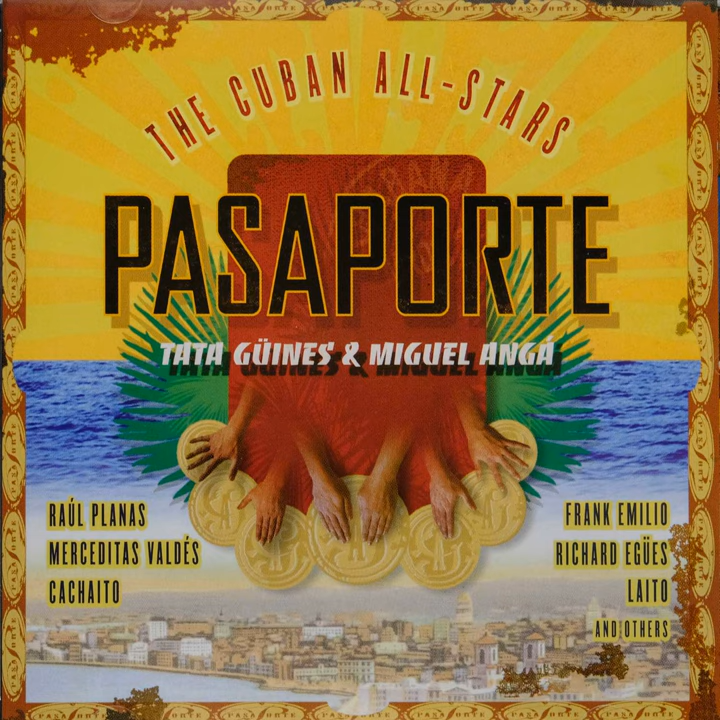 THE CUBAN ALL-STARS
PASAPORTE
TATA GÜINES & MIGUEL ANGÁ
RAÚL PLANAS
MERCEDITAS VALDÉS
CACHAITO
FRANK EMILIO
RICHARD EGÜES
LAITO
AND OTHERS